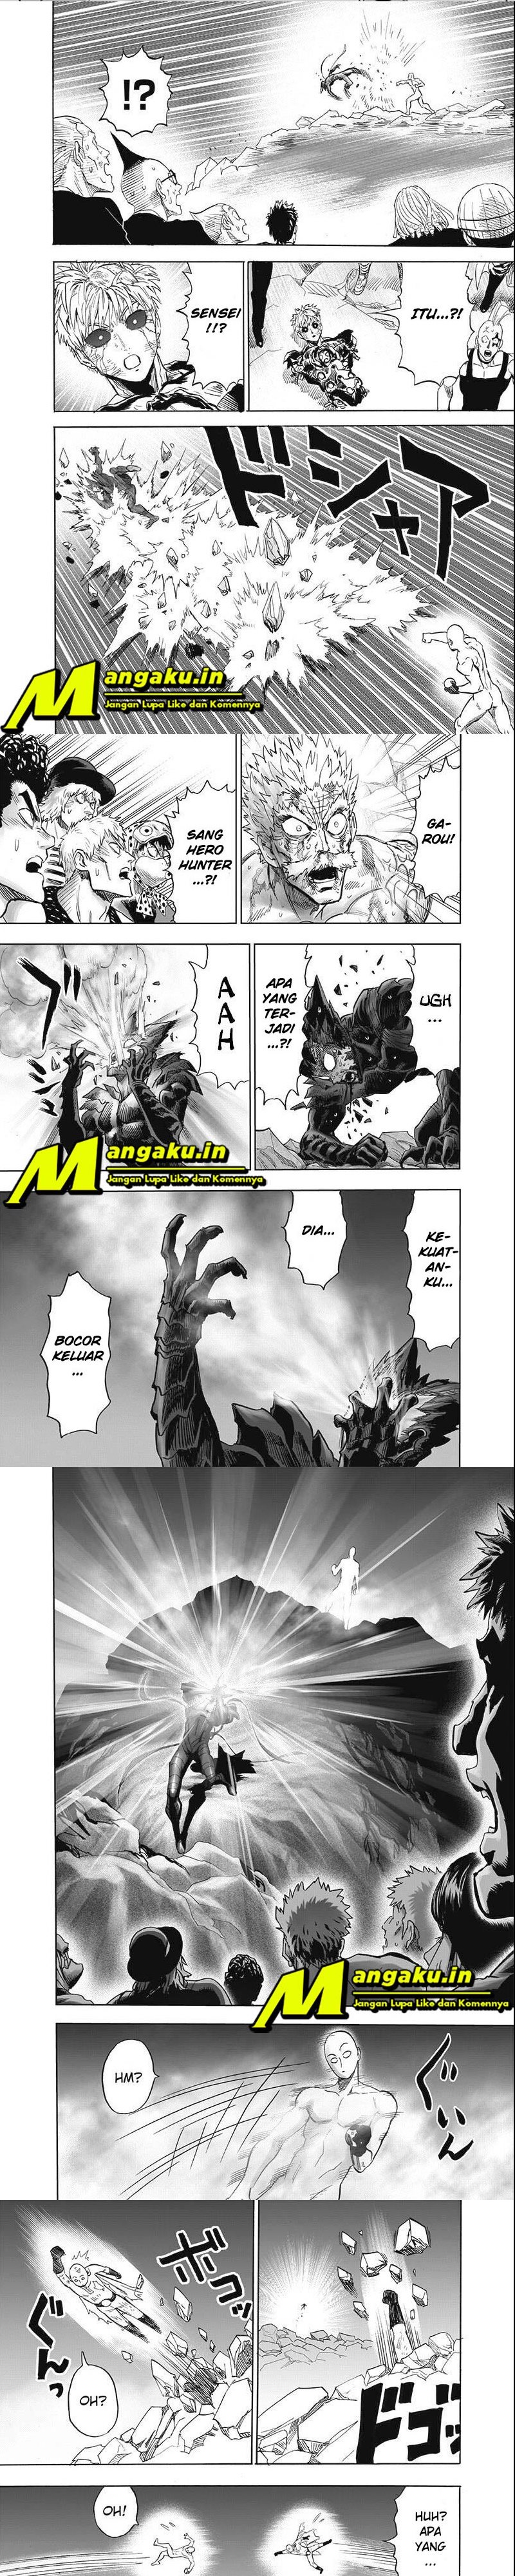 !?
ITU...?!
SENSEI
!!?
ドシャア
Mangaku.in
Jangan Lupa Like dan Komennya
GA-
ROU!
SANG
HERO
HUNTER
...?!
UGH
...
APA
YANG
TER-
JADI
...?!
AAH
Mangaku.in
Jangan Lupa Like dan Komennya
KE-
KUAT-
AN-
KU...
DIA...
BOCOR
KELUAR
...
Mangaku.in
Jangan Lupa Like dan Komennya
HM?
ぐいん
ドゴッ
ボコッ
ぐんっ
OH?
HUH?
APA
YANG
...
OH!